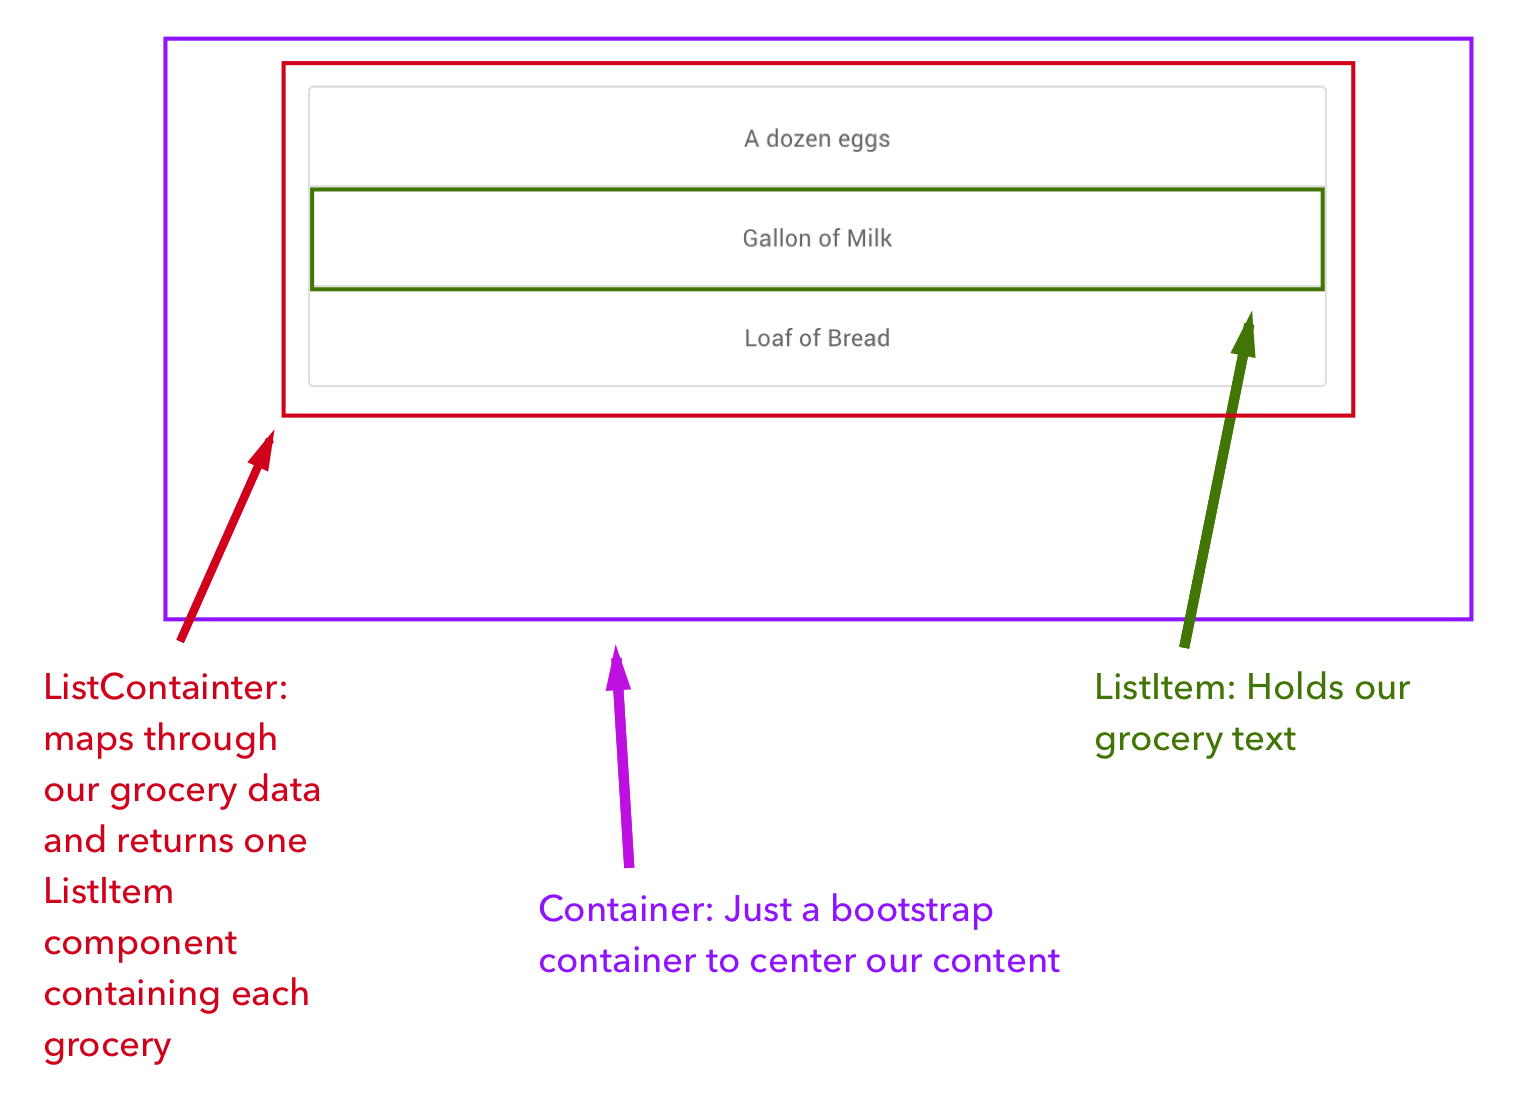 A dozen eggs
Gallon of Milk
Loaf of Bread
ListContainter:
maps through
our grocery data
and returns one
ListItem
component
containing each
grocery
Container: Just a bootstrap
container to center our content
ListItem: Holds our
grocery text